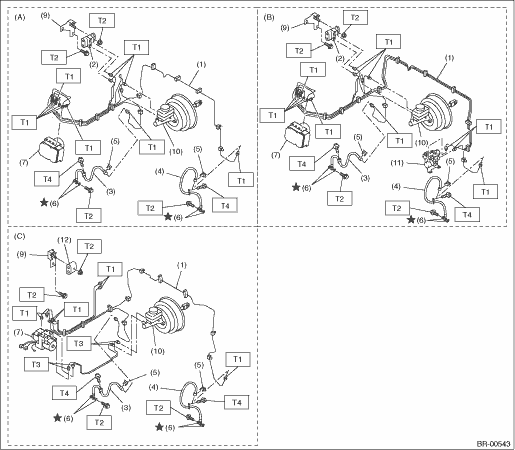 (A)
(9)
T2
T1
(1)
T2
(2)
T1
T1
T1
T1
(7)
(10)
(5)
T4
(3)
★(6)
T2
(5)
(4)
T1
T2
T4
★(6)
(B)
(9)
T2
T1
(1)
T2
(2)
T1
T1
T1
T1
T1
(7)
(10)
(11)
(5)
T4
(3)
★(6)
T2
(5)
(4)
T1
T2
T4
★(6)
(C)
(12)
(9)
T2
T1
(1)
T2
T1
T1
(7)
T3
T3
(10)
(5)
T4
(3)
★(6)
T2
(5)
(4)
T1
T2
T4
★(6)
BR-00543